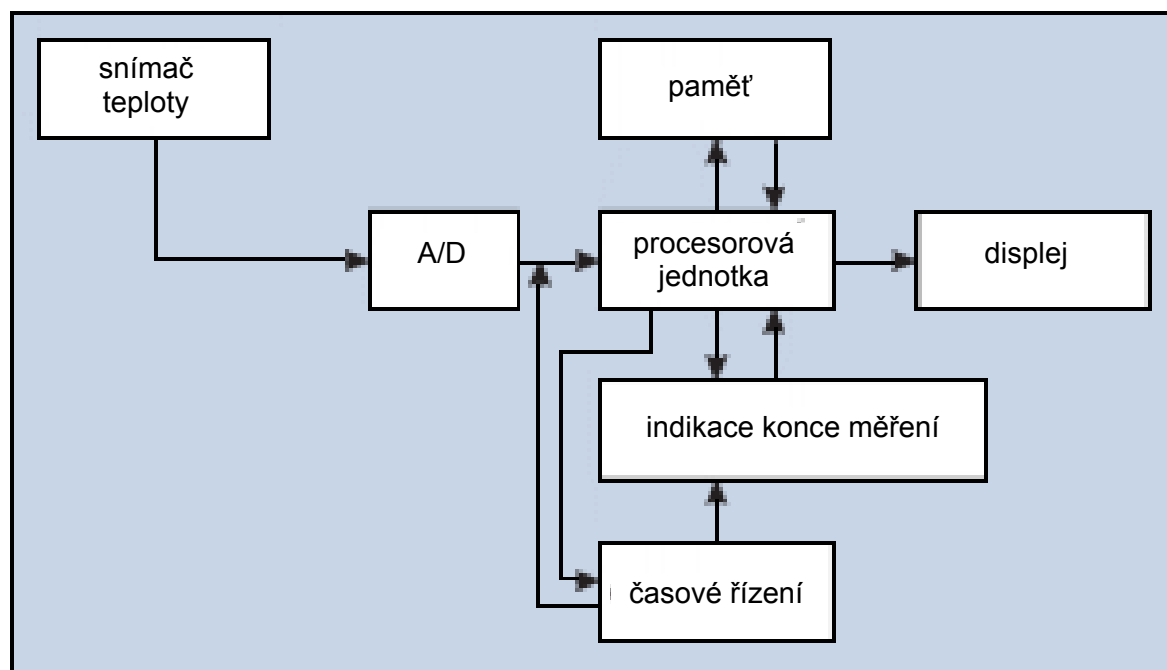 snímač
teploty
paměť
A/D
procesorová
jednotka
displej
indikace konce měření
časové řízení